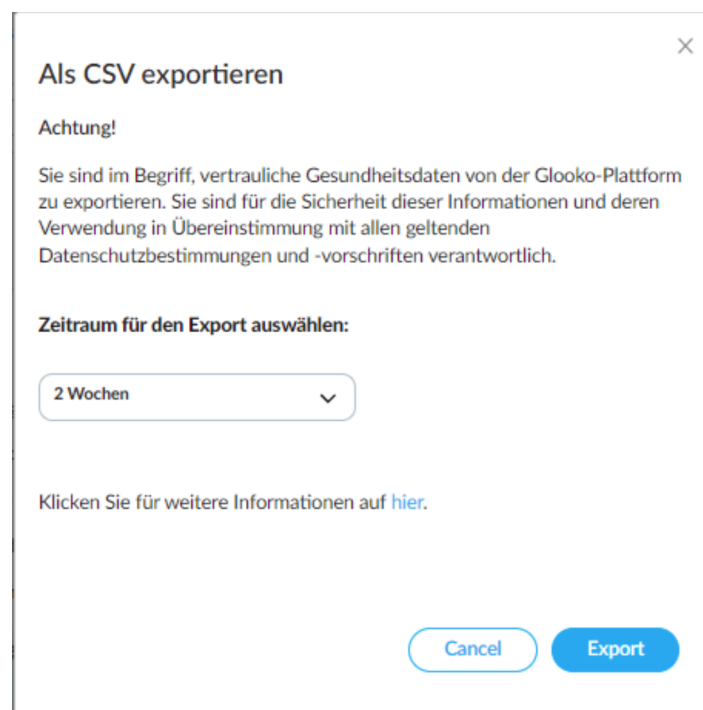 Als CSV exportieren
Achtung!
Sie sind im Begriff, vertrauliche Gesundheitsdaten von der Glooko-Plattform
zu exportieren. Sie sind für die Sicherheit dieser Informationen und deren
Verwendung in Übereinstimmung mit allen geltenden
Datenschutzbestimmungen und -vorschriften verantwortlich.
Zeitraum für den Export auswählen:
2 Wochen
Klicken Sie für weitere Informationen auf hier.
Cancel Export